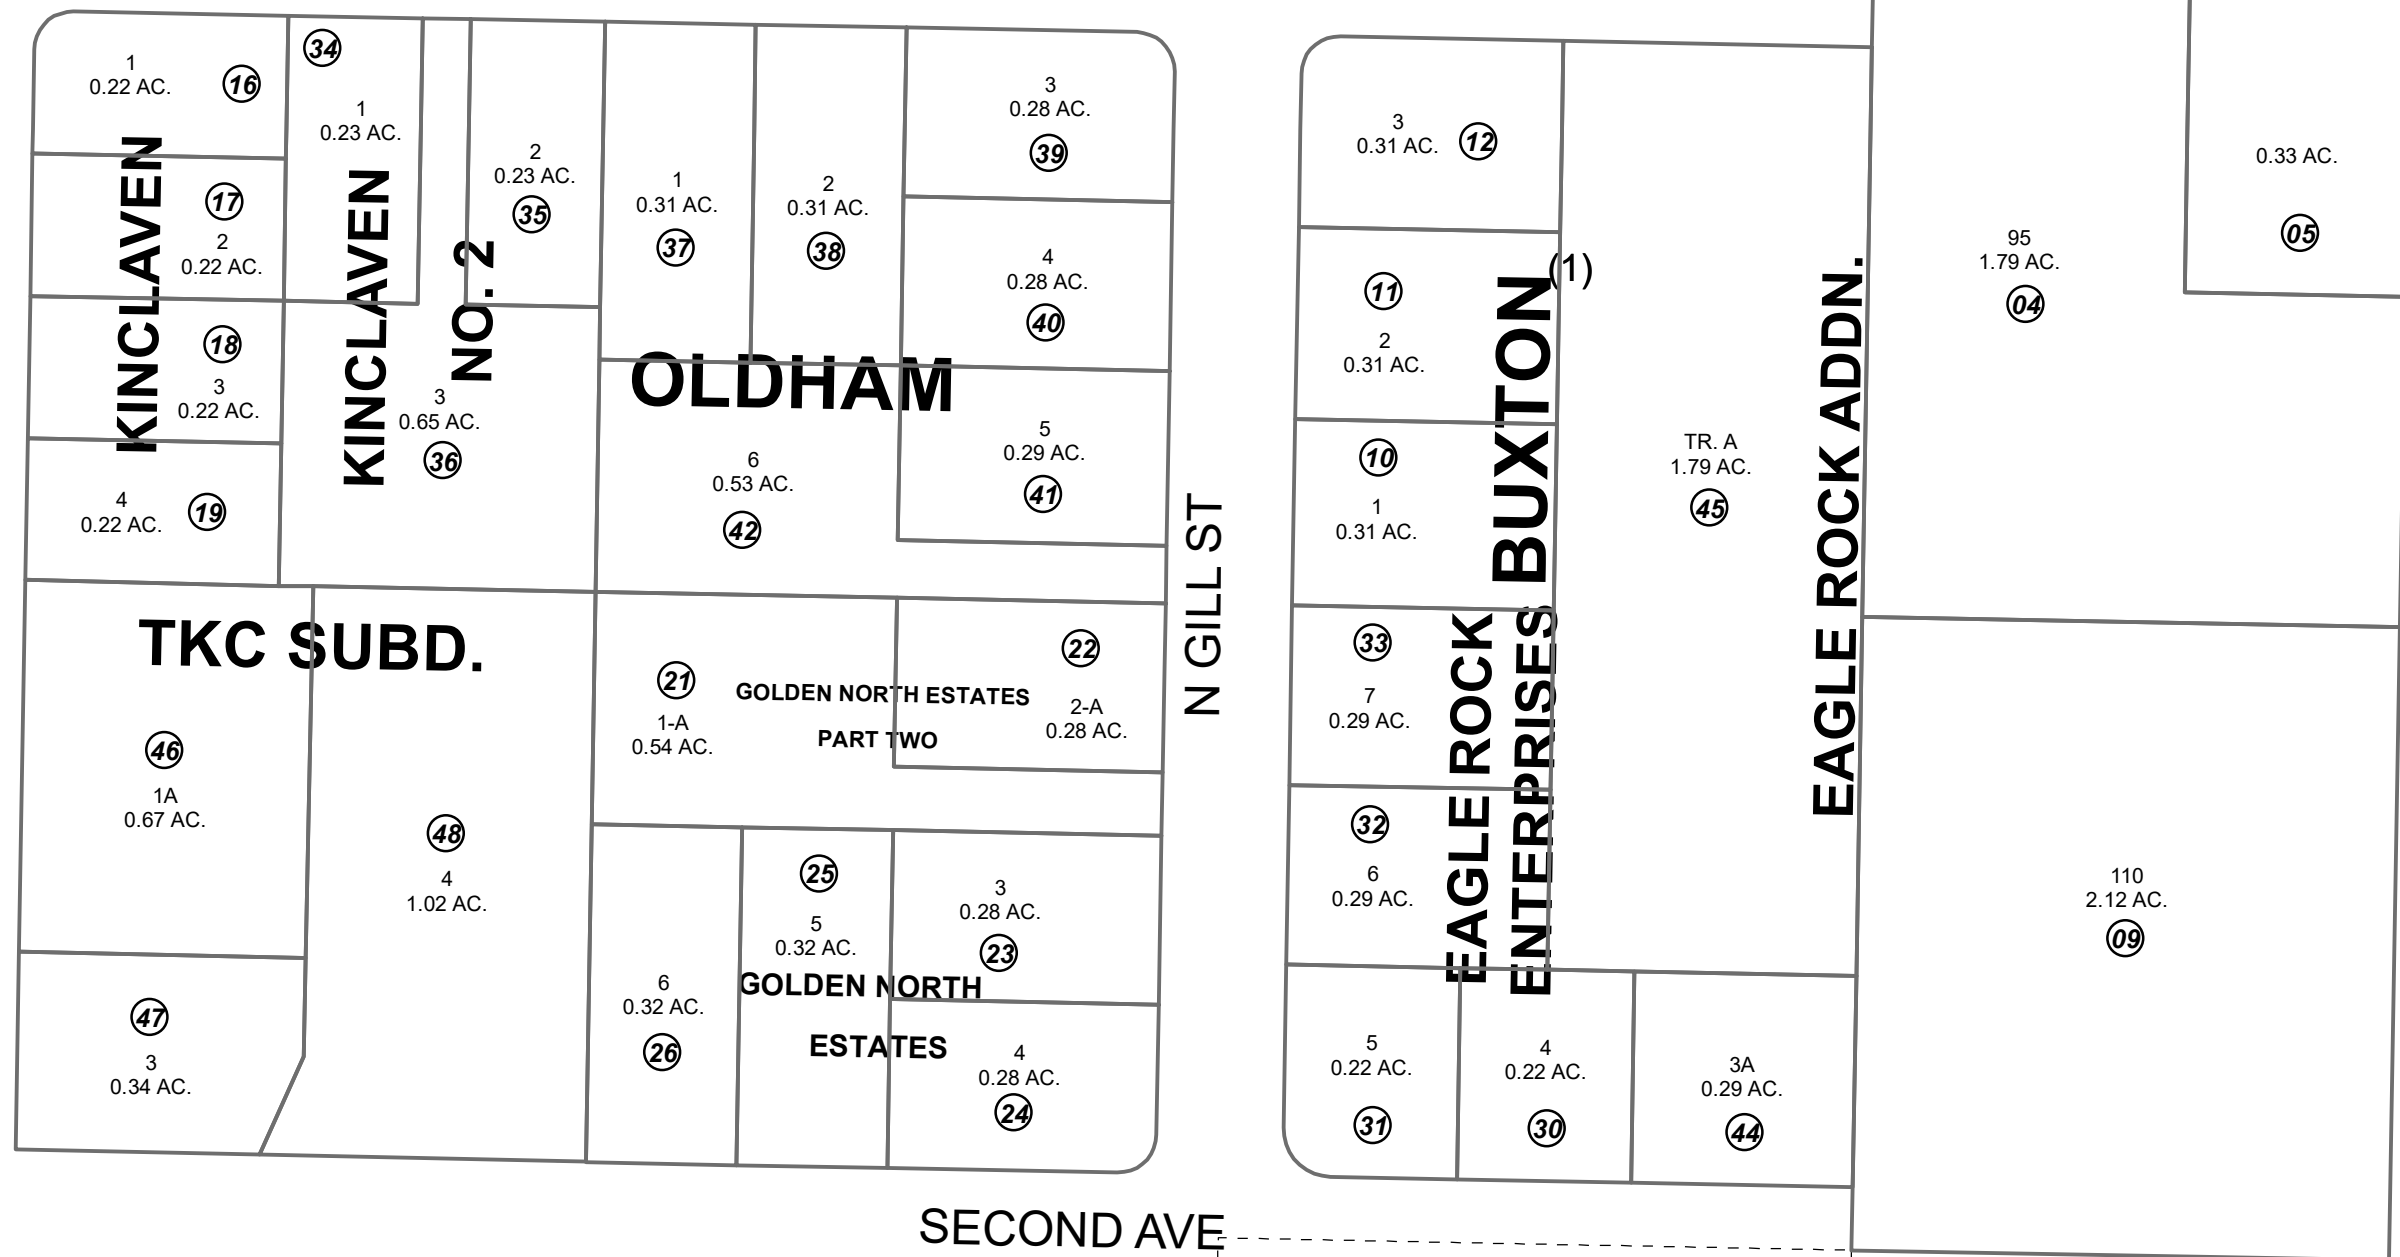 1
0.22 AC.
16
17
2
0.22 AC.
18
3
0.22 AC.
4
0.22 AC.
19
KINCLAVEN
34
1
0.23 AC.
KINCLAVEN
NO. 2
2
0.23 AC.
35
3
0.65 AC.
36
1
0.31 AC.
37
2
0.31 AC.
38
3
0.28 AC.
39
4
0.28 AC.
40
OLDHAM
5
0.29 AC.
41
6
0.53 AC.
42
TKC SUBD.
46
1A
0.67 AC.
48
4
1.02 AC.
47
3
0.34 AC.
21
1-A
0.54 AC.
GOLDEN NORTH ESTATES
PART TWO
22
2-A
0.28 AC.
25
5
0.32 AC.
3
0.28 AC.
23
6
0.32 AC.
26
GOLDEN NORTH
ESTATES
4
0.28 AC.
24
N GILL ST
3
0.31 AC.
12
11
2
0.31 AC.
10
1
0.31 AC.
BUXTON
(1)
33
7
0.29 AC.
32
6
0.29 AC.
EAGLE ROCK
ENTERPRISES
TR. A
1.79 AC.
45
EAGLE ROCK ADDN.
5
0.22 AC.
31
4
0.22 AC.
30
3A
0.29 AC.
44
95
1.79 AC.
04
0.33 AC.
05
110
2.12 AC.
09
SECOND AVE